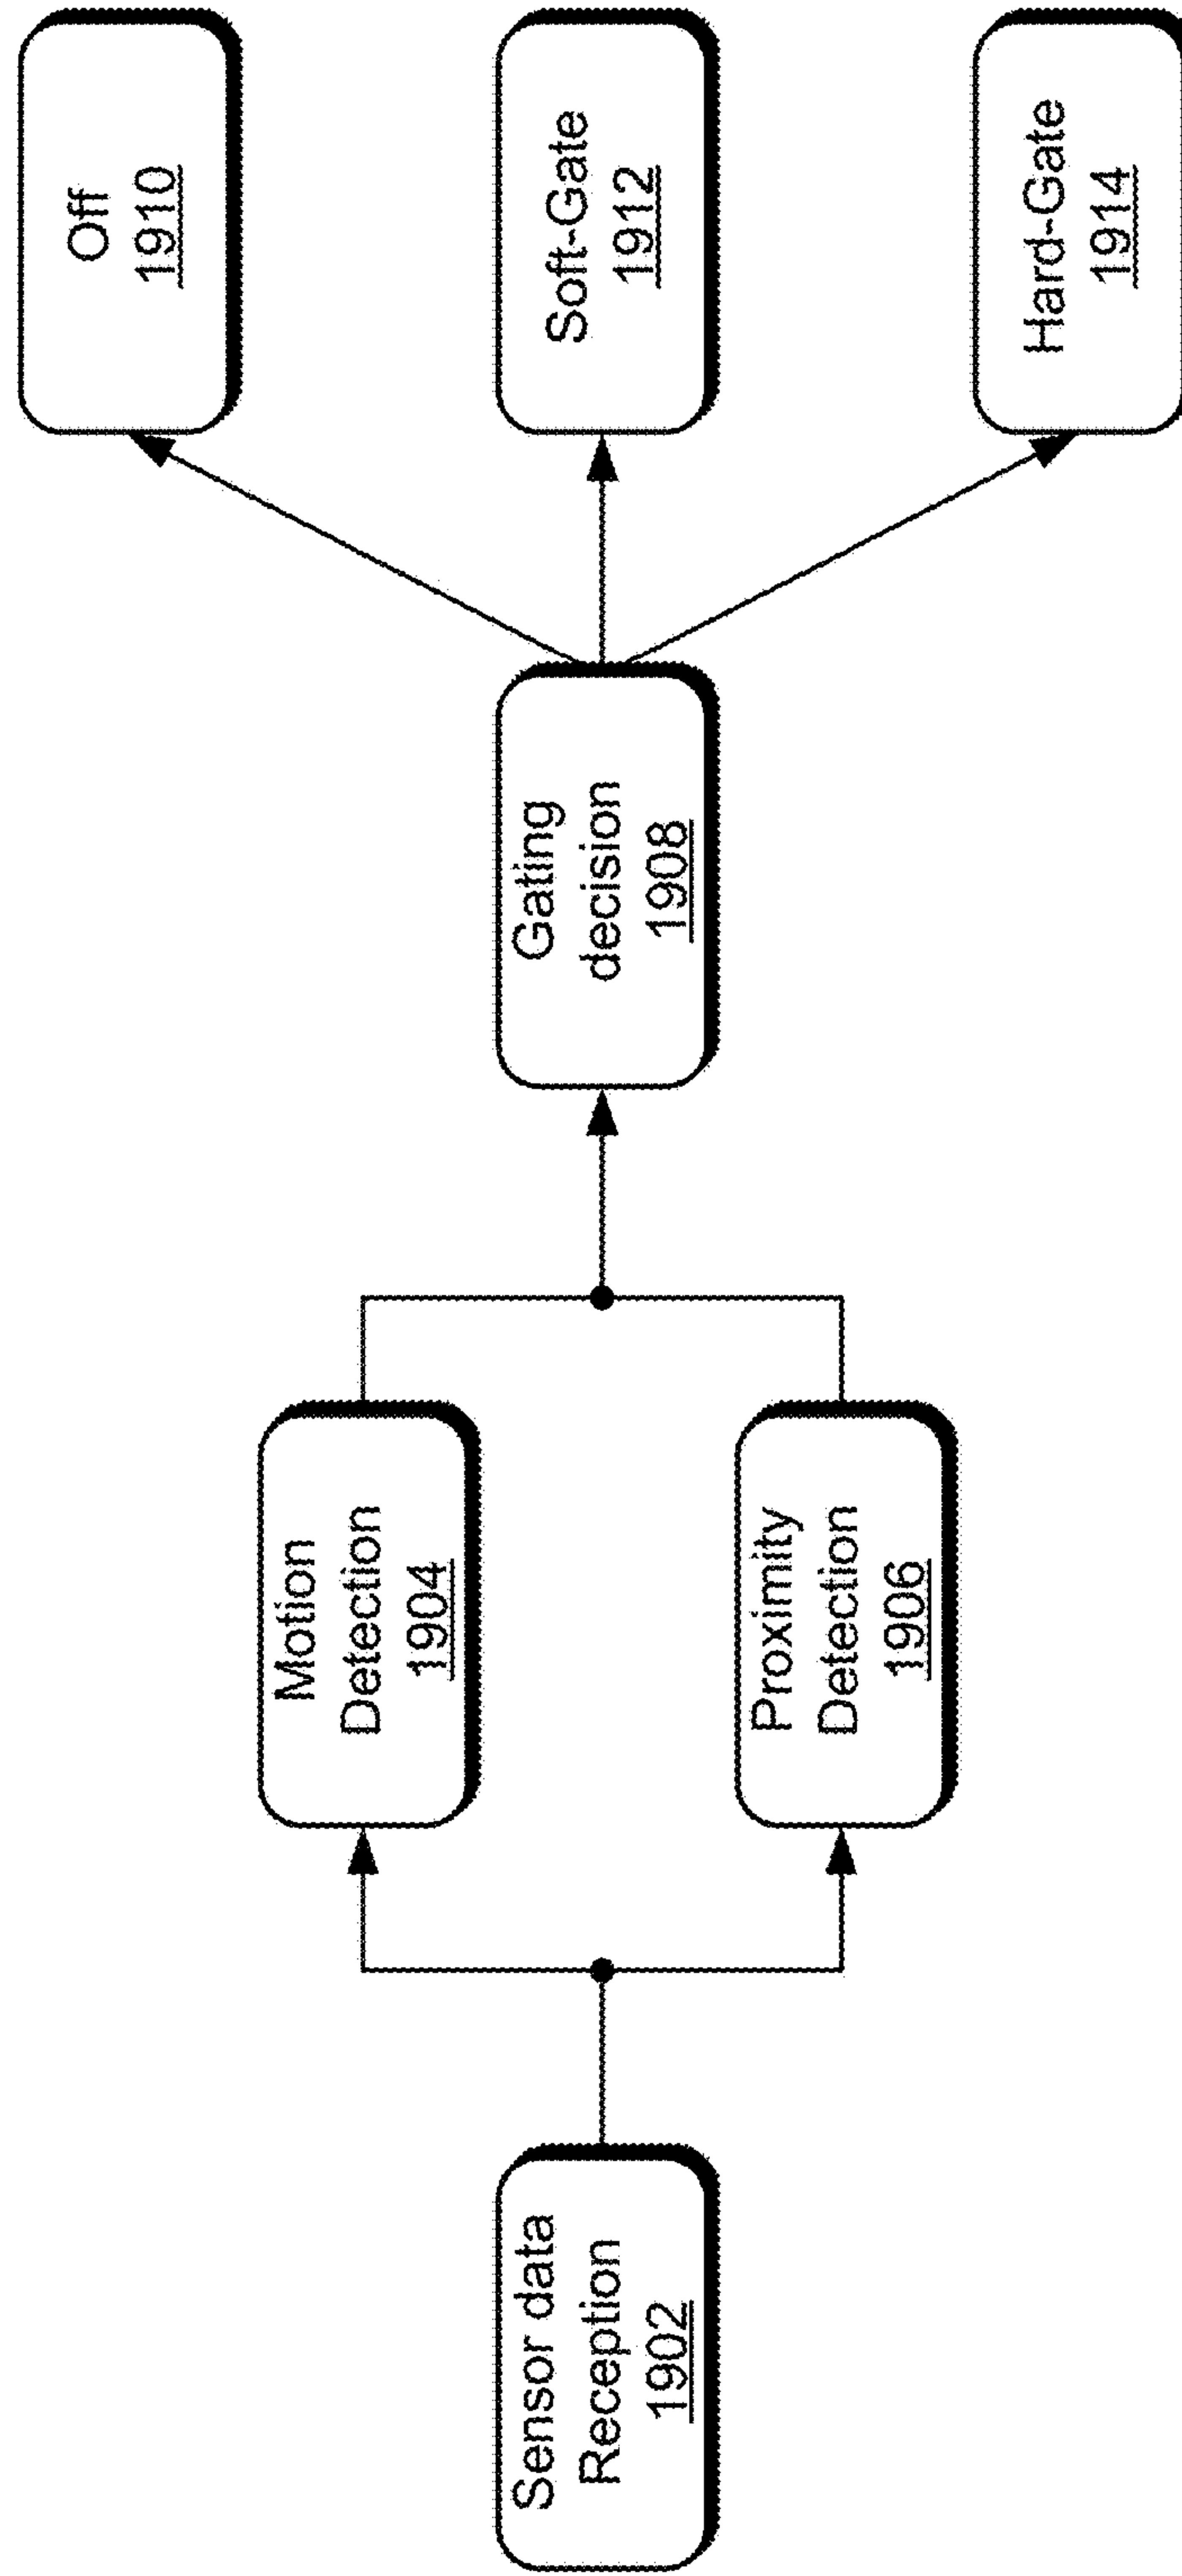 Sensor data
Reception
1902
Motion
Detection
1904
Proximity
Detection
1906
Gating
decision
1908
Off
1910
Soft-Gate
1912
Hard-Gate
1914